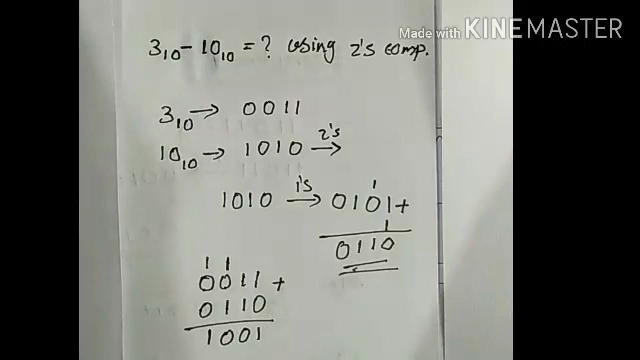 Made with KINEMASTER
3₁₀ - 10₁₀ = ? using 2's comp.
3₁₀ → 0011
10₁₀ → 1010 2's →
1010 1's → 0101+
1
1
0110
1 1
0011 +
0110
1001